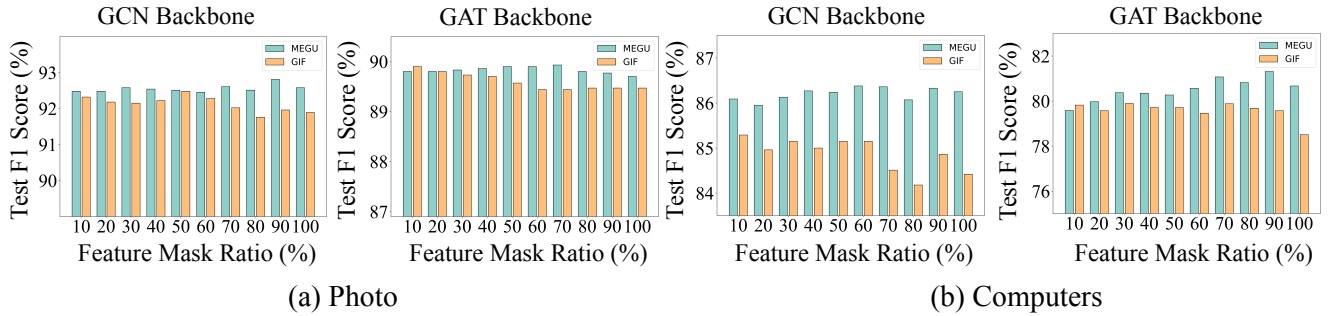 GCN Backbone
Test F1 Score (%)
93
92
91
90
MEGU
GIF
10 20 30 40 50 60 70 80 90 100
Feature Mask Ratio (%)
GAT Backbone
Test F1 Score (%)
90
89
88
87
MEGU
GIF
10 20 30 40 50 60 70 80 90 100
Feature Mask Ratio (%)
(a) Photo
GCN Backbone
Test F1 Score (%)
87
86
85
84
MEGU
GIF
10 20 30 40 50 60 70 80 90 100
Feature Mask Ratio (%)
GAT Backbone
Test F1 Score (%)
82
80
78
76
MEGU
GIF
10 20 30 40 50 60 70 80 90 100
Feature Mask Ratio (%)
(b) Computers